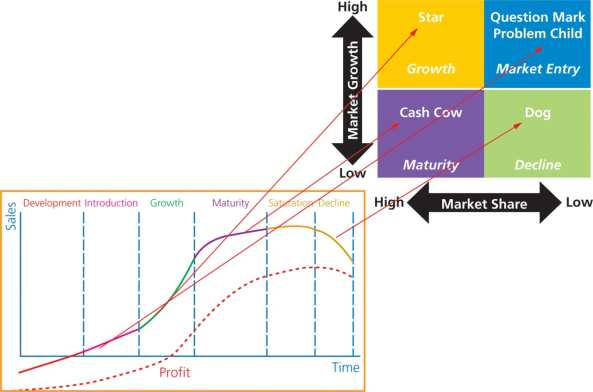 High
Market Growth
Low
Star
Growth
Question Mark
Problem Child
Market Entry
Cash Cow
Maturity
Dog
Decline
High
Market Share
Low
Sales
Development
Introduction
Growth
Maturity
Saturation
Decline
Profit
Time